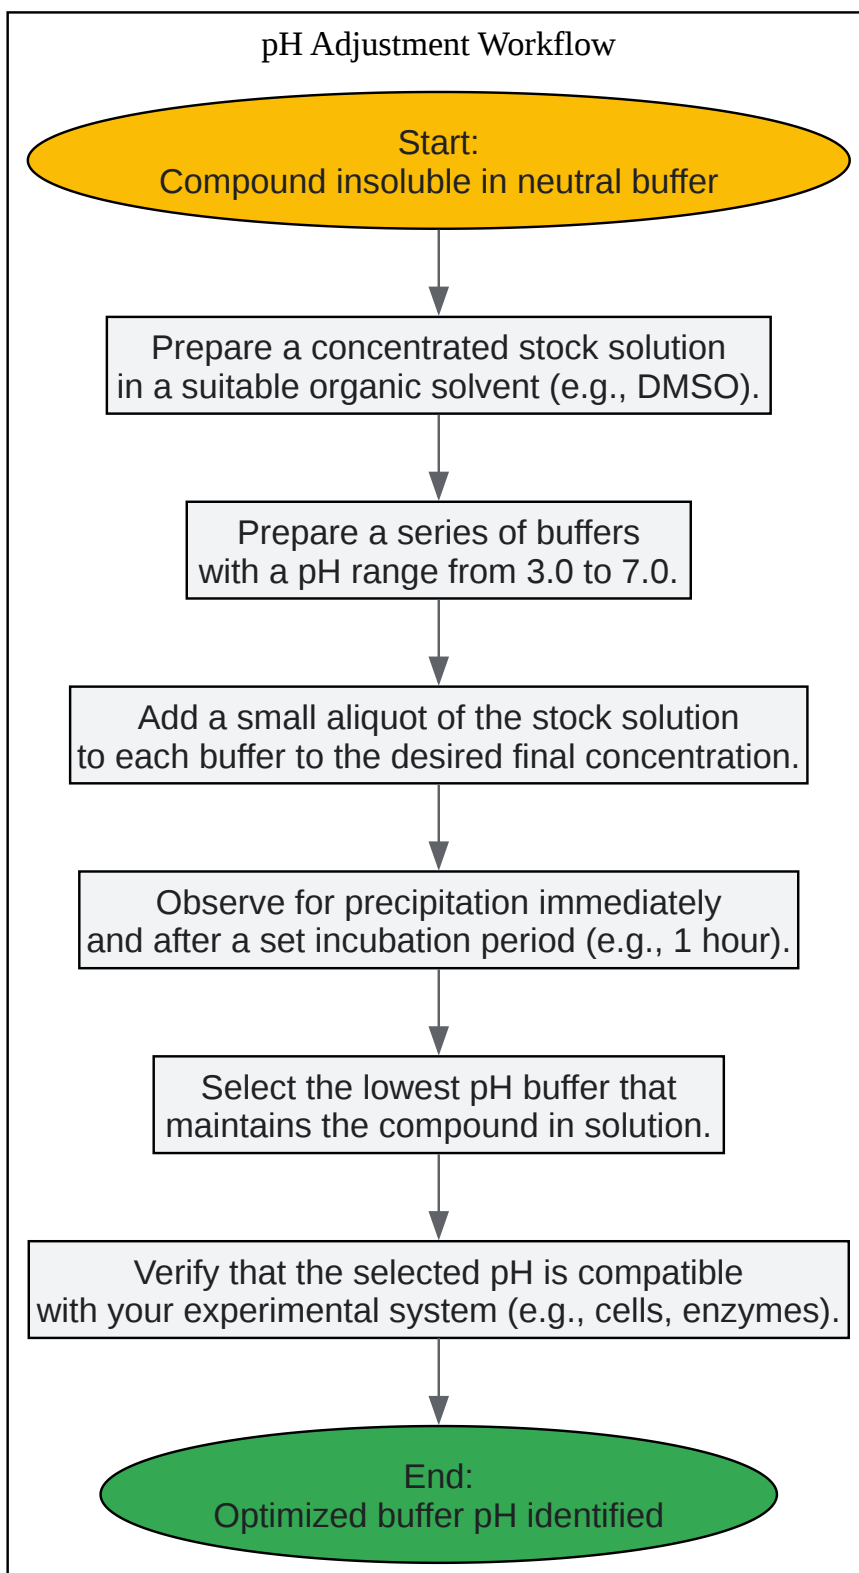 pH Adjustment Workflow
Start:
Compound insoluble in neutral buffer
Prepare a concentrated stock solution
in a suitable organic solvent (e.g., DMSO).
Prepare a series of buffers
with a pH range from 3.0 to 7.0.
Add a small aliquot of the stock solution
to each buffer to the desired final concentration.
Observe for precipitation immediately
and after a set incubation period (e.g., 1 hour).
Select the lowest pH buffer that
maintains the compound in solution.
Verify that the selected pH is compatible
with your experimental system (e.g., cells, enzymes).
End:
Optimized buffer pH identified